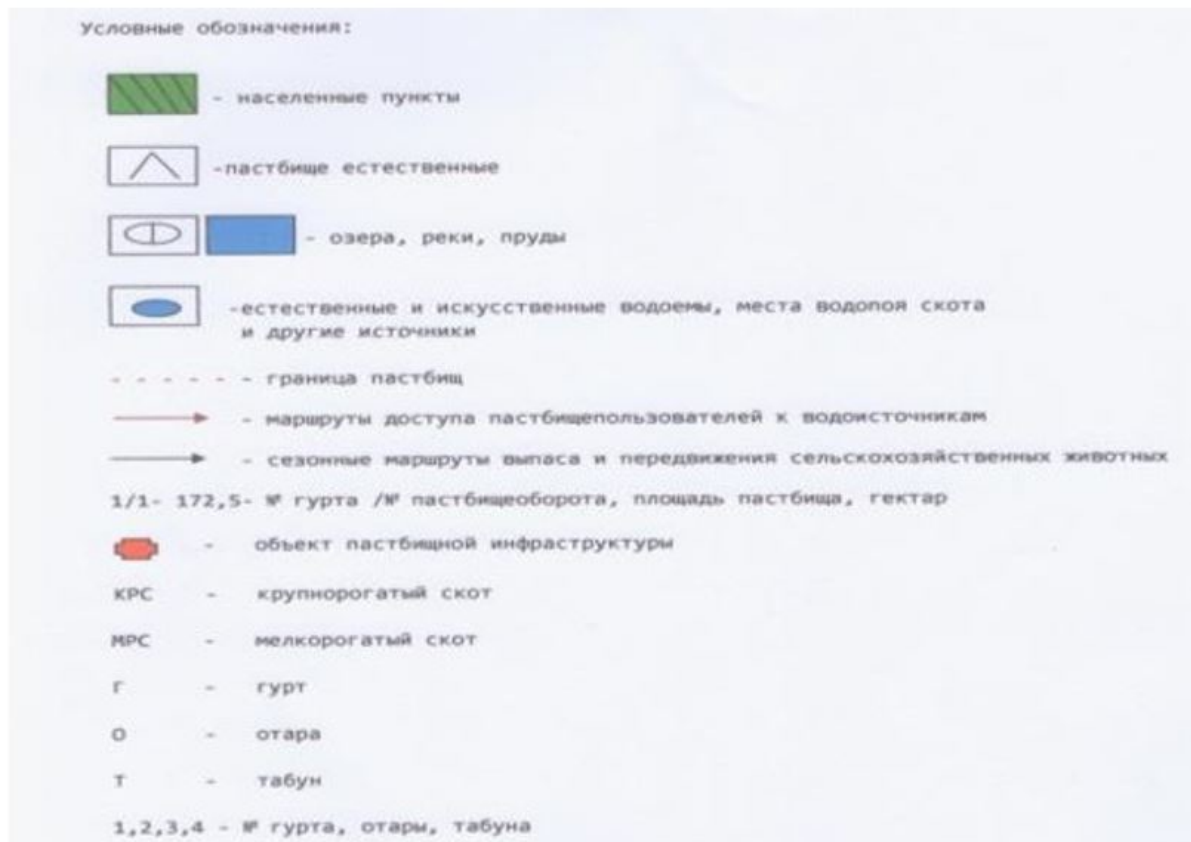 Условные обозначения:
- населенные пункты
-пастбище естественные
- озера, реки, пруды
-естественные и искусственные водоемы, места водопоя скота
и другие источники
- граница пастбищ
- маршруты доступа пастбищепользователей к водоисточникам
- сезонные маршруты выпаса и передвижения сельскохозяйственных животных
1/1- 172,5- № гурта /№ пастбищеоборота, площадь пастбища, гектар
- объект пастбищной инфраструктуры
КРС - крупнорогатый скот
МРС - мелкорогатый скот
Г - гурт
О - отара
Т - табун
1,2,3,4 - № гурта, отары, табуна